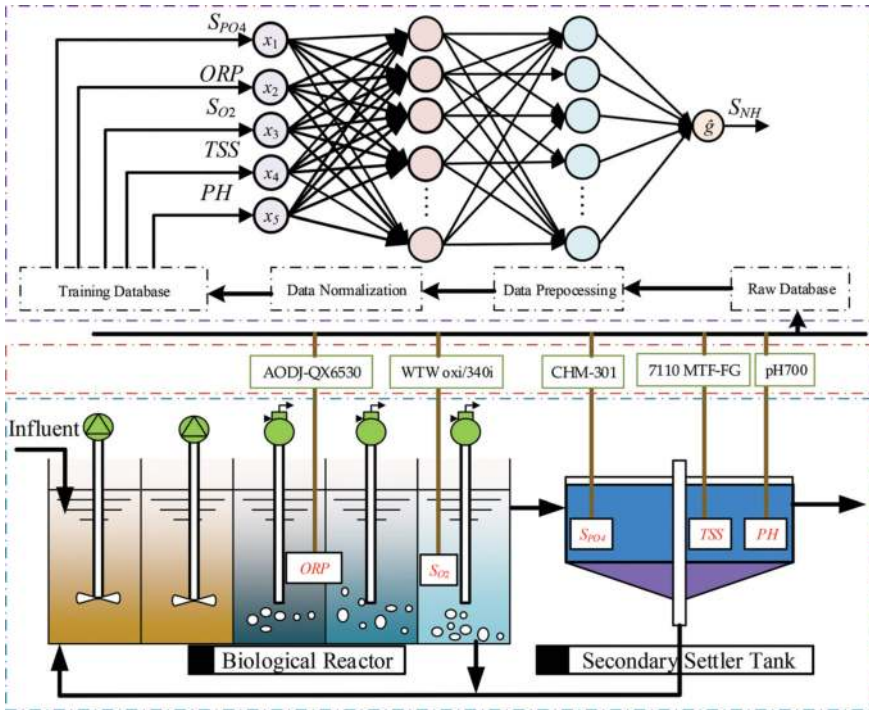 S_PO4
x1
ORP
x2
S_O2
x3
TSS
x4
PH
x5
ĝ
S_NH
Training Database
Data Normalization
Data Prepocessing
Raw Database
AODJ-QX6530
WTW oxi/340i
CHM-301
7110 MTF-FG
pH700
Influent
ORP
S_O2
S_PO4
TSS
PH
Biological Reactor
Secondary Settler Tank